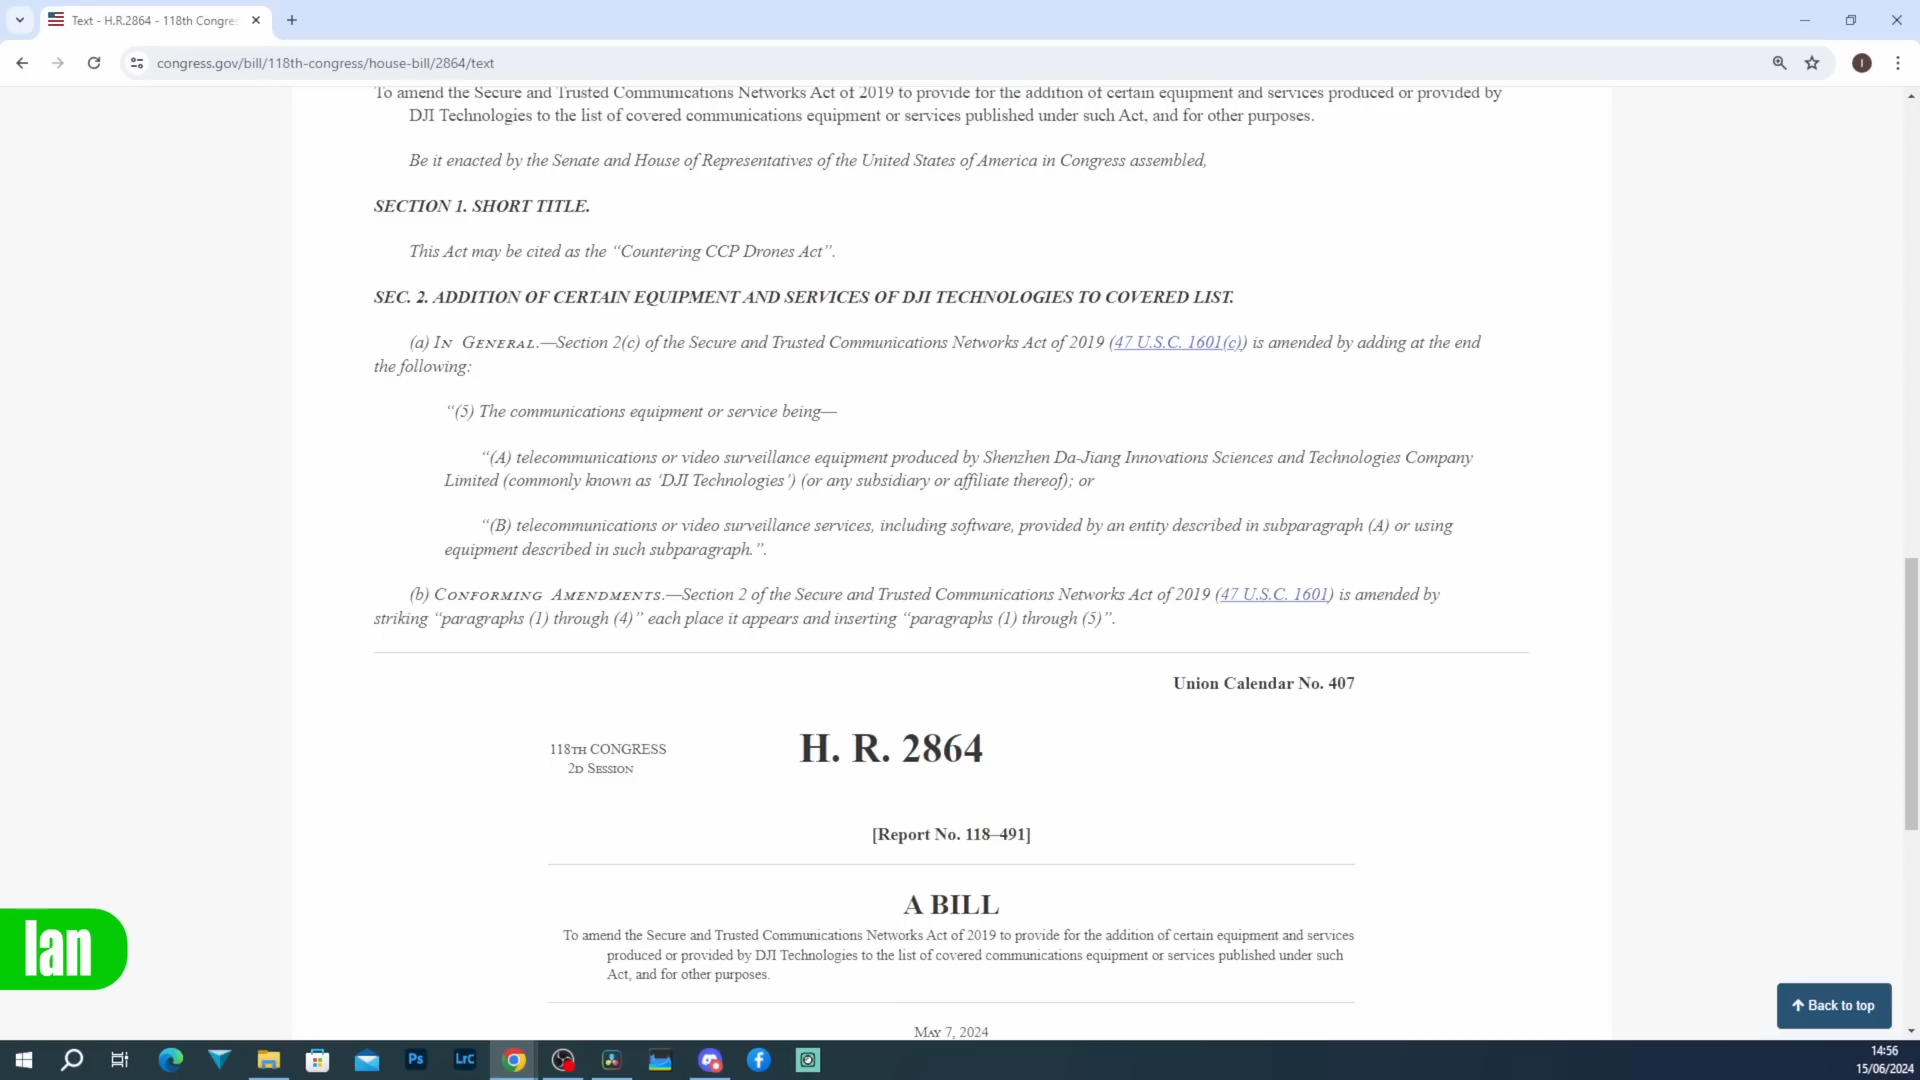 Text - H.R.2864 - 118th Congre
congress.gov/bill/118th-congress/house-bill/2864/text
To amend the Secure and Trusted Communications Networks Act of 2019 to provide for the addition of certain equipment and services produced or provided by
DJI Technologies to the list of covered communications equipment or services published under such Act, and for other purposes.
Be it enacted by the Senate and House of Representatives of the United States of America in Congress assembled,
SECTION 1. SHORT TITLE.
This Act may be cited as the “Countering CCP Drones Act”.
SEC. 2. ADDITION OF CERTAIN EQUIPMENT AND SERVICES OF DJI TECHNOLOGIES TO COVERED LIST.
(a) In General.—Section 2(c) of the Secure and Trusted Communications Networks Act of 2019 (47 U.S.C. 1601(c)) is amended by adding at the end
the following:
“(5) The communications equipment or service being—
“(A) telecommunications or video surveillance equipment produced by Shenzhen Da-Jiang Innovations Sciences and Technologies Company
Limited (commonly known as ‘DJI Technologies’) (or any subsidiary or affiliate thereof); or
“(B) telecommunications or video surveillance services, including software, provided by an entity described in subparagraph (A) or using
equipment described in such subparagraph.”.
(b) Conforming Amendments.—Section 2 of the Secure and Trusted Communications Networks Act of 2019 (47 U.S.C. 1601) is amended by
striking “paragraphs (1) through (4)” each place it appears and inserting “paragraphs (1) through (5)”.
Union Calendar No. 407
118TH CONGRESS
2D SESSION
H. R. 2864
[Report No. 118–491]
A BILL
To amend the Secure and Trusted Communications Networks Act of 2019 to provide for the addition of certain equipment and services
produced or provided by DJI Technologies to the list of covered communications equipment or services published under such
Act, and for other purposes.
May 7, 2024
Ian
Back to top
Ps
LrC
14:56
15/06/2024